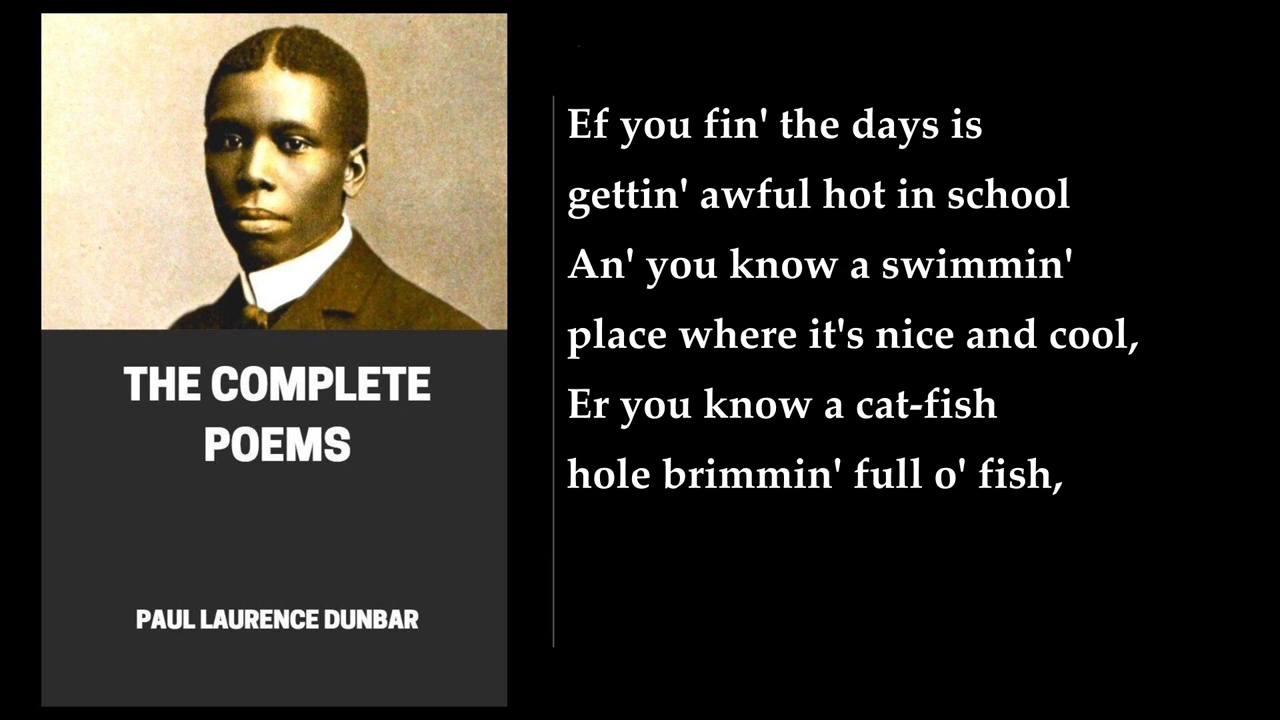 THE COMPLETE
POEMS
PAUL LAURENCE DUNBAR
Ef you fin' the days is
gettin' awful hot in school
An' you know a swimmin'
place where it's nice and cool,
Er you know a cat-fish
hole brimmin' full o' fish,